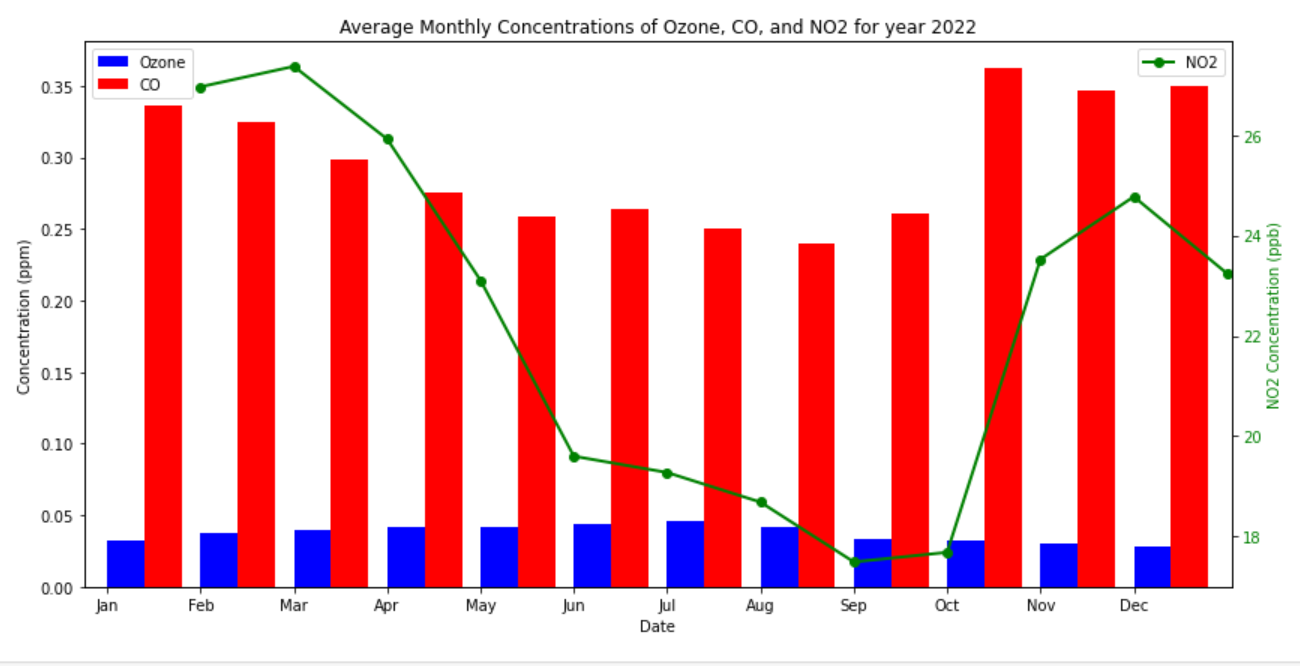 Average Monthly Concentrations of Ozone, CO, and NO2 for year 2022
Ozone
CO
NO2
0.35
0.30
0.25
0.20
0.15
0.10
0.05
0.00
Concentration (ppm)
26
24
22
20
18
NO2 Concentration (ppb)
Jan Feb Mar Apr May Jun Jul Aug Sep Oct Nov Dec
Date